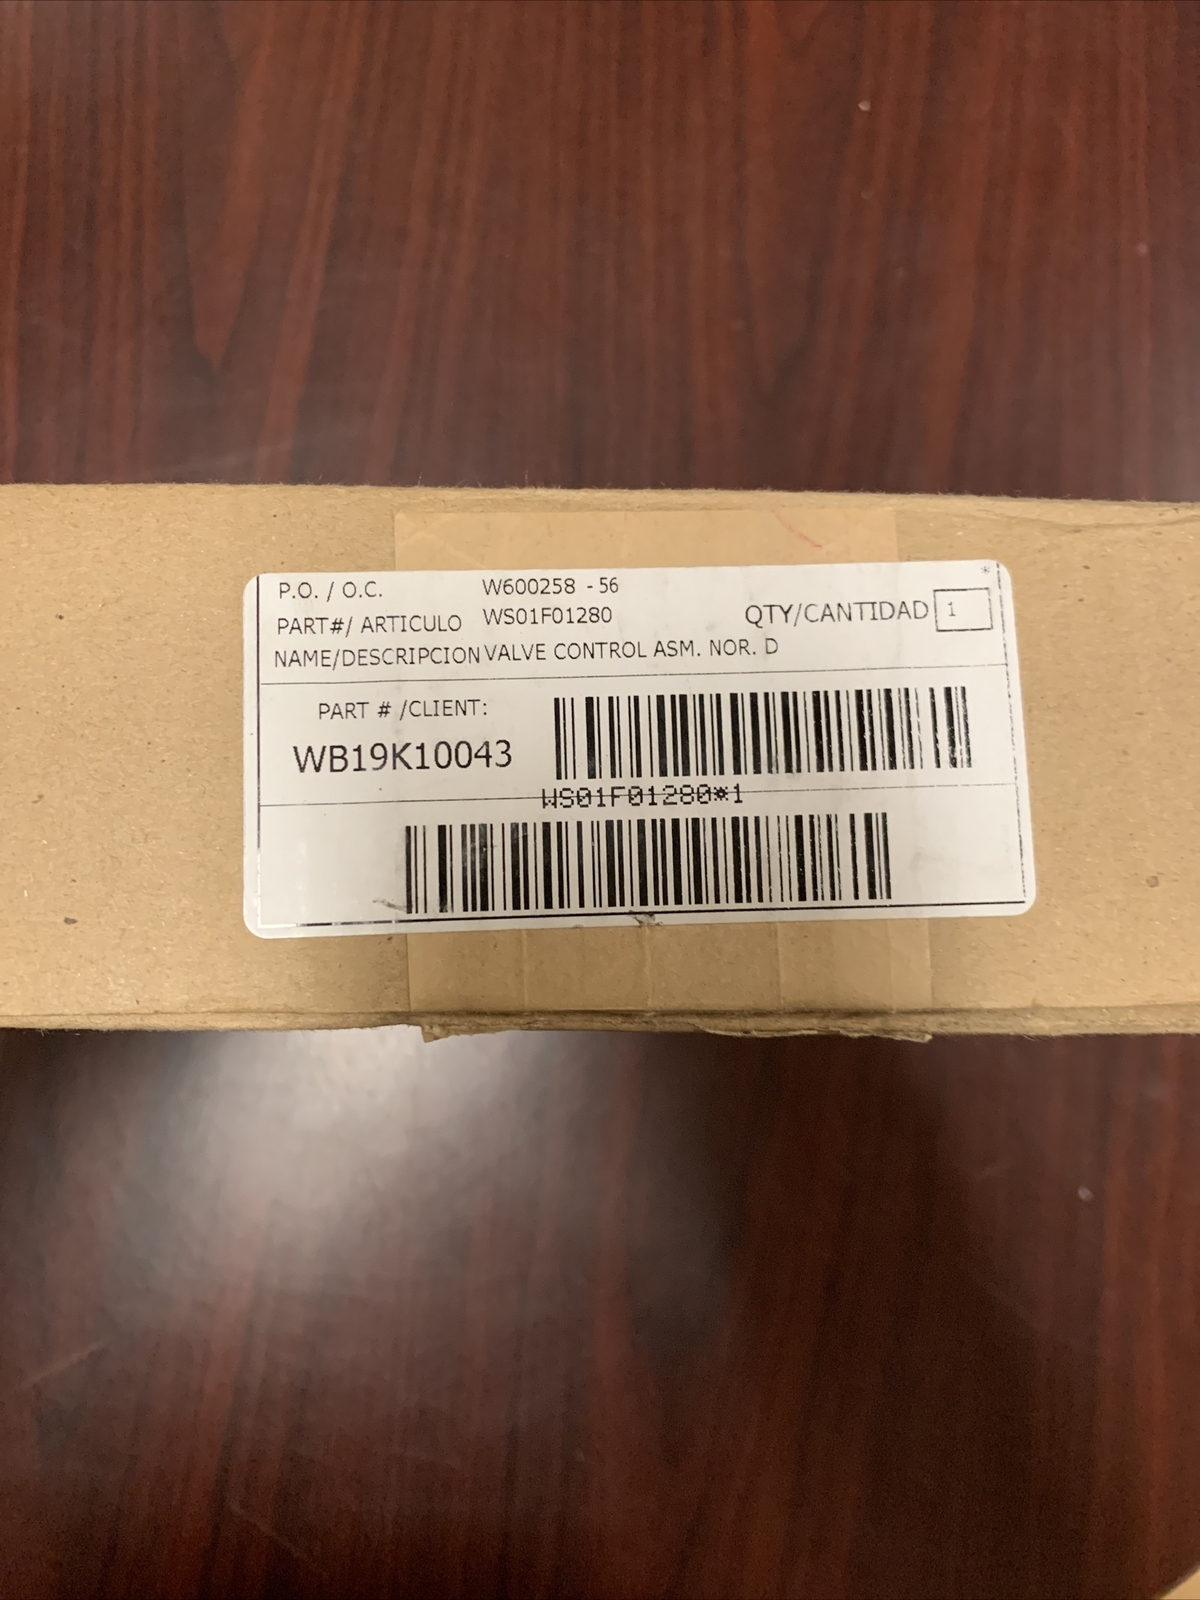 *
P.O. / O.C. W600258 - 56
PART#/ ARTICULO WS01F01280 QTY/CANTIDAD 1
NAME/DESCRIPCION VALVE CONTROL ASM. NOR. D
PART # /CLIENT:
WB19K10043
WS01F01280*1